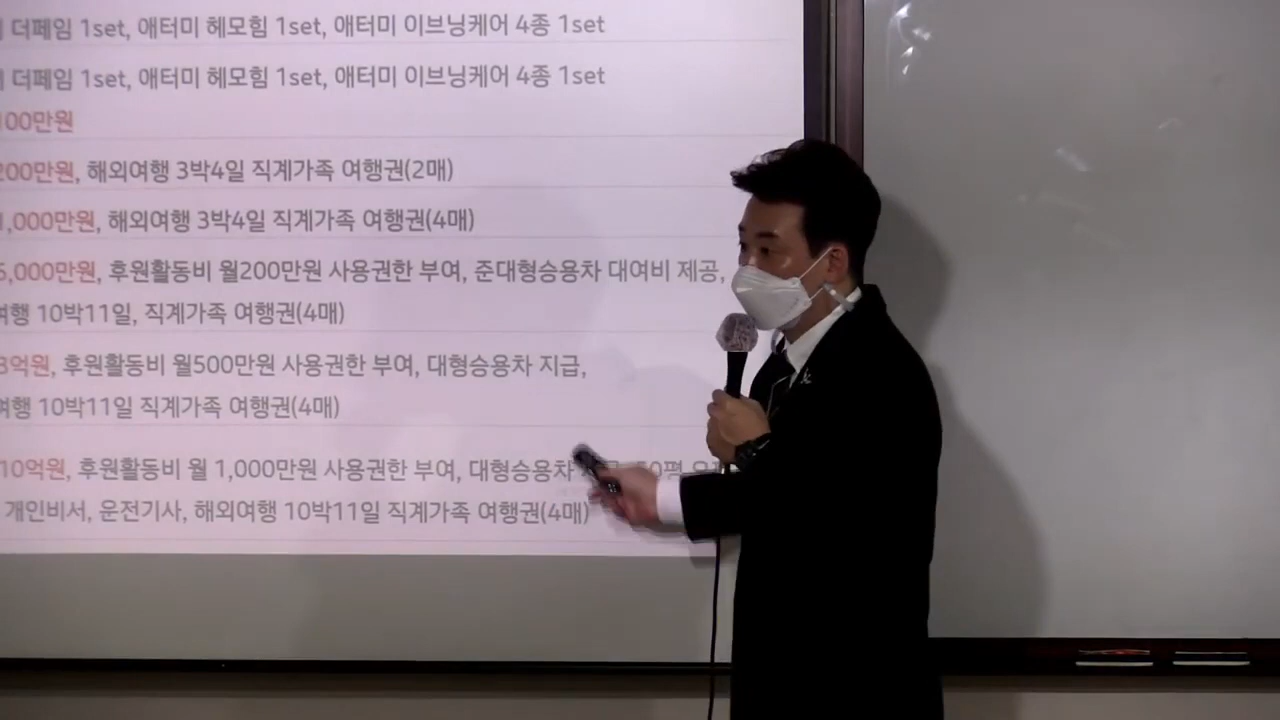 더페임 1set, 애터미 헤모힘 1set, 애터미 이브닝케어 4종 1set
더페임 1set, 애터미 헤모힘 1set, 애터미 이브닝케어 4종 1set
100만원
200만원, 해외여행 3박4일 직계가족 여행권(2매)
1,000만원, 해외여행 3박4일 직계가족 여행권(4매)
5,000만원, 후원활동비 월200만원 사용권한 부여, 준대형승용차 대여비 제공,
여행 10박11일, 직계가족 여행권(4매)
3억원, 후원활동비 월500만원 사용권한 부여, 대형승용차 지급,
여행 10박11일 직계가족 여행권(4매)
10억원, 후원활동비 월 1,000만원 사용권한 부여, 대형승용차
개인비서, 운전기사, 해외여행 10박11일 직계가족 여행권(4매)